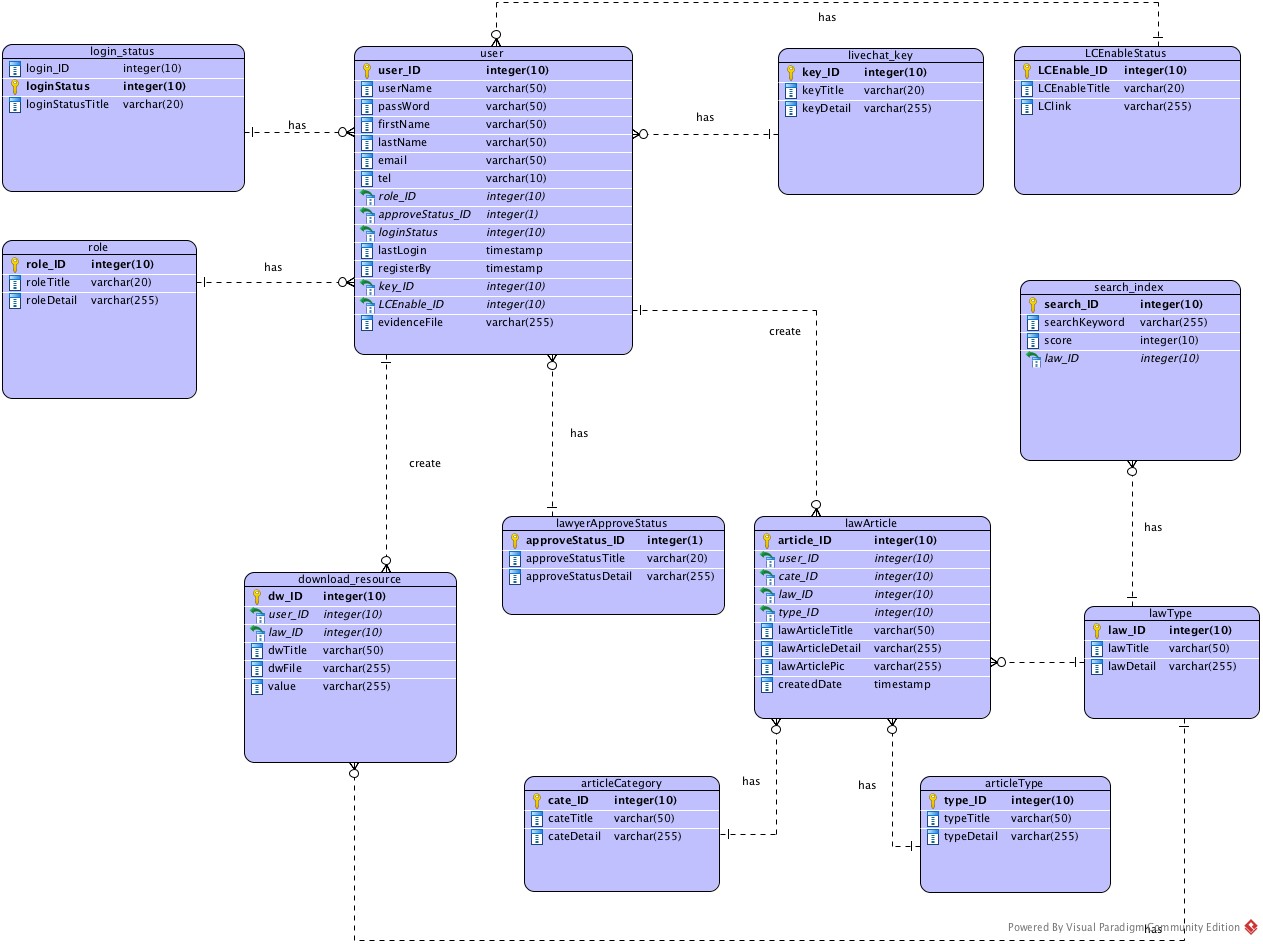 has
login_status
login_ID integer(10)
loginStatus integer(10)
loginStatusTitle varchar(20)
has
user
user_ID integer(10)
userName varchar(50)
passWord varchar(50)
firstName varchar(50)
lastName varchar(50)
email varchar(50)
tel varchar(10)
role_ID integer(10)
approveStatus_ID integer(1)
loginStatus integer(10)
lastLogin timestamp
registerBy timestamp
key_ID integer(10)
LCEnable_ID integer(10)
evidenceFile varchar(255)
has
livechat_key
key_ID integer(10)
keyTitle varchar(20)
keyDetail varchar(255)
LCEnableStatus
LCEnable_ID integer(10)
LCEnableTitle varchar(20)
LClink varchar(255)
role
role_ID integer(10)
roleTitle varchar(20)
roleDetail varchar(255)
has
create
search_index
search_ID integer(10)
searchKeyword varchar(255)
score integer(10)
law_ID integer(10)
create
has
has
download_resource
dw_ID integer(10)
user_ID integer(10)
law_ID integer(10)
dwTitle varchar(50)
dwFile varchar(255)
value varchar(255)
lawyerApproveStatus
approveStatus_ID integer(1)
approveStatusTitle varchar(20)
approveStatusDetail varchar(255)
lawArticle
article_ID integer(10)
user_ID integer(10)
cate_ID integer(10)
law_ID integer(10)
type_ID integer(10)
lawArticleTitle varchar(50)
lawArticleDetail varchar(255)
lawArticlePic varchar(255)
createdDate timestamp
lawType
law_ID integer(10)
lawTitle varchar(50)
lawDetail varchar(255)
articleCategory
cate_ID integer(10)
cateTitle varchar(50)
cateDetail varchar(255)
has
has
articleType
type_ID integer(10)
typeTitle varchar(50)
typeDetail varchar(255)
has
Powered By Visual Paradigm Community Edition